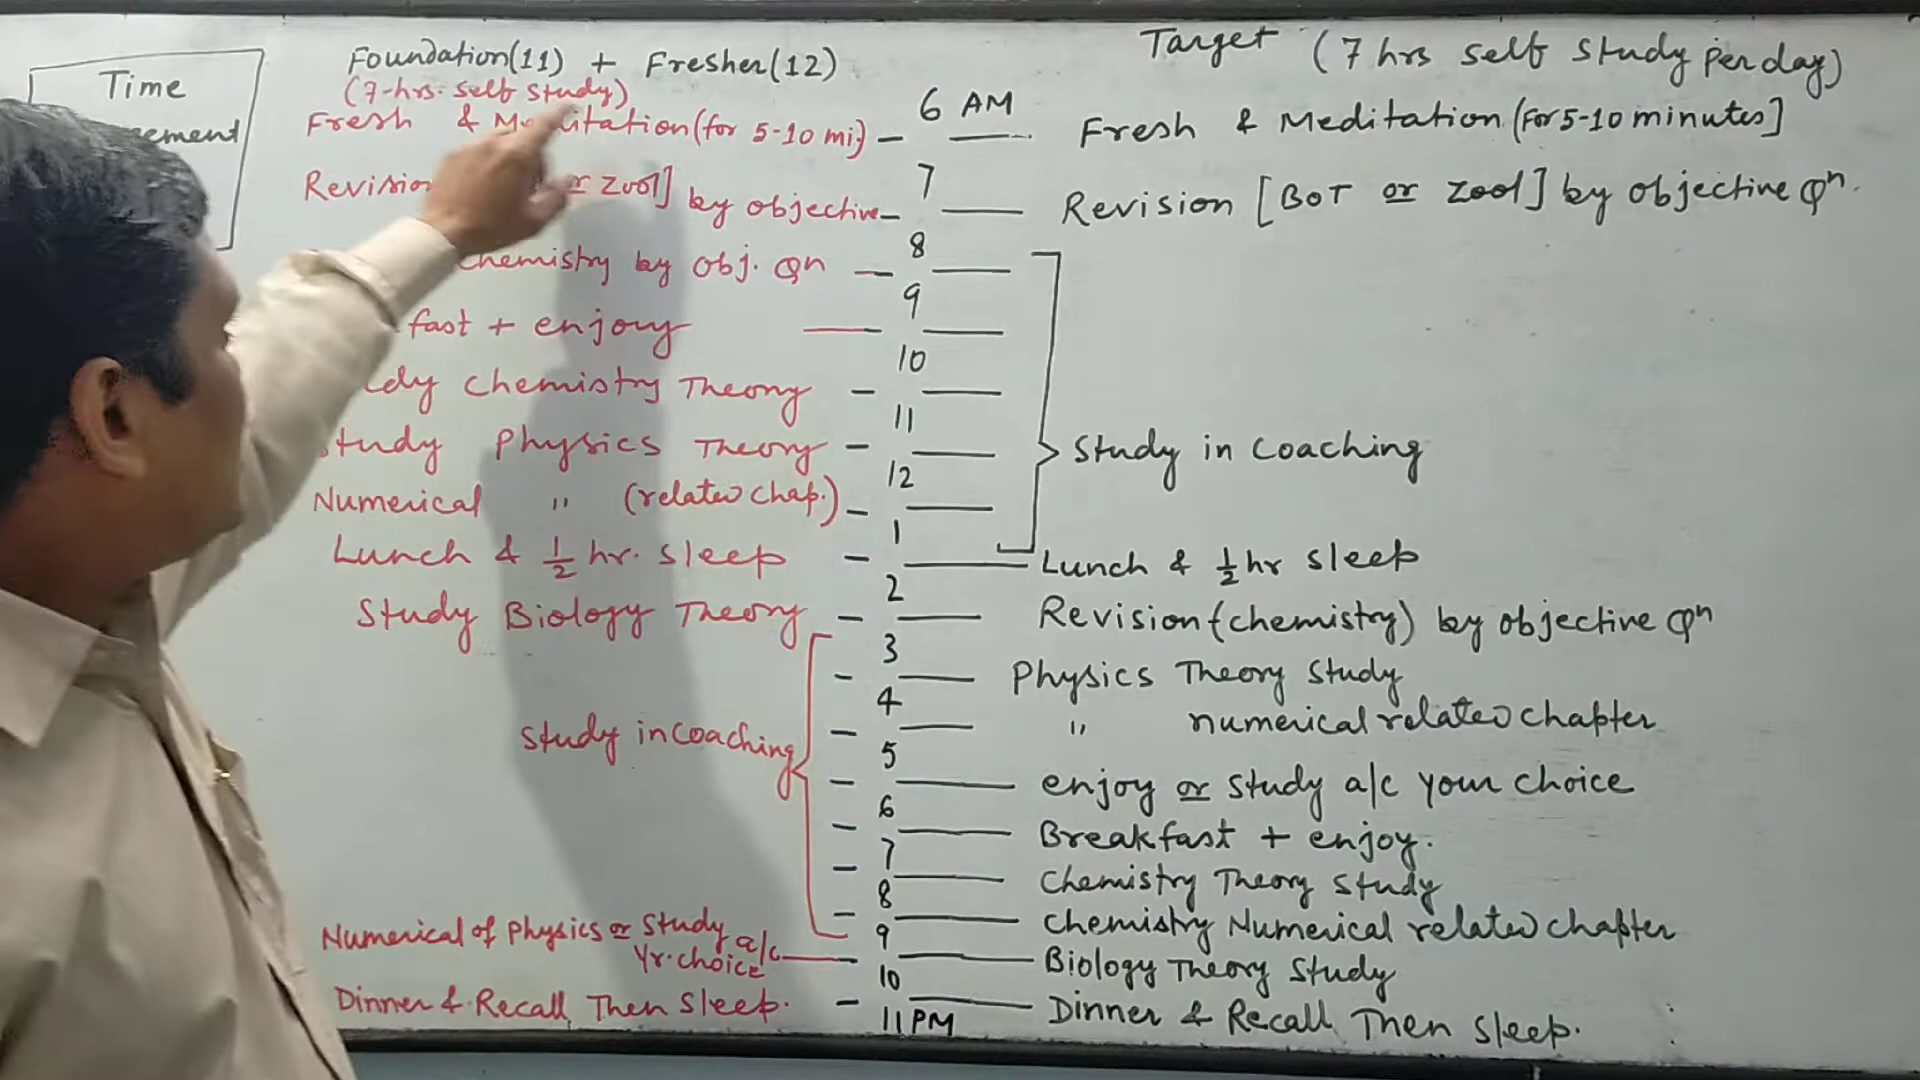 Time
ement
Foundation(11) + Fresher(12)
(7-hrs. self study)
Target (7 hrs self study per day)
6 AM
Fresh & Meditation(for 5-10 mi.) — — Fresh & Meditation (For 5-10 minutes]
7
Revision or Zool] by objective — — Revision [BOT or Zool] by objective Qn.
8
chemistry by obj. Qn — —
9
fast + enjoy — —
10
dy chemistry Theory — —
11
Study Physics Theory — — Study in coaching
12
Numerical " (related chap.) — —
1
Lunch & 1/2 hr. sleep — — Lunch & 1/2 hr sleep
2
Study Biology Theory — — Revision (chemistry) by objective Qn
3
— — Physics Theory study
4
— — " numerical related chapter
Study in coaching
5
— — enjoy or study a/c your choice
6
— — Breakfast + enjoy.
7
— — Chemistry Theory study
8
— — Chemistry Numerical related chapter
9
Numerical of Physics or study a/c
Yr. choice — — Biology Theory study
10
Dinner & Recall Then sleep. — — Dinner & Recall Then sleep.
11 PM